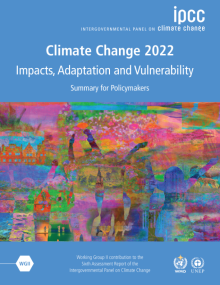 ipcc
INTERGOVERNMENTAL PANEL ON climate change
Climate Change 2022
Impacts, Adaptation and Vulnerability
Summary for Policymakers
WGII
Working Group II contribution to the
Sixth Assessment Report of the
Intergovernmental Panel on Climate Change
WMO
UNEP